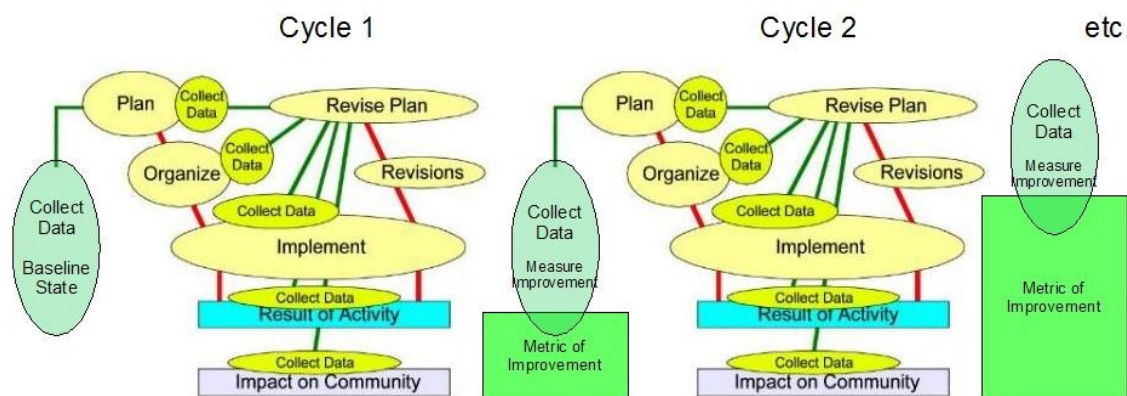 Cycle 1
Cycle 2
etc
Plan
Collect
Data
Revise Plan
Organize
Collect
Data
Revisions
Collect Data
Implement
Collect Data
Result of Activity
Collect Data
Impact on Community
Collect
Data
Baseline
State
Collect
Data
Measure
Improvement
Metric of
Improvement
Plan
Collect
Data
Revise Plan
Organize
Collect
Data
Revisions
Collect Data
Implement
Collect Data
Result of Activity
Collect Data
Impact on Community
Collect
Data
Measure
Improvement
Metric of
Improvement